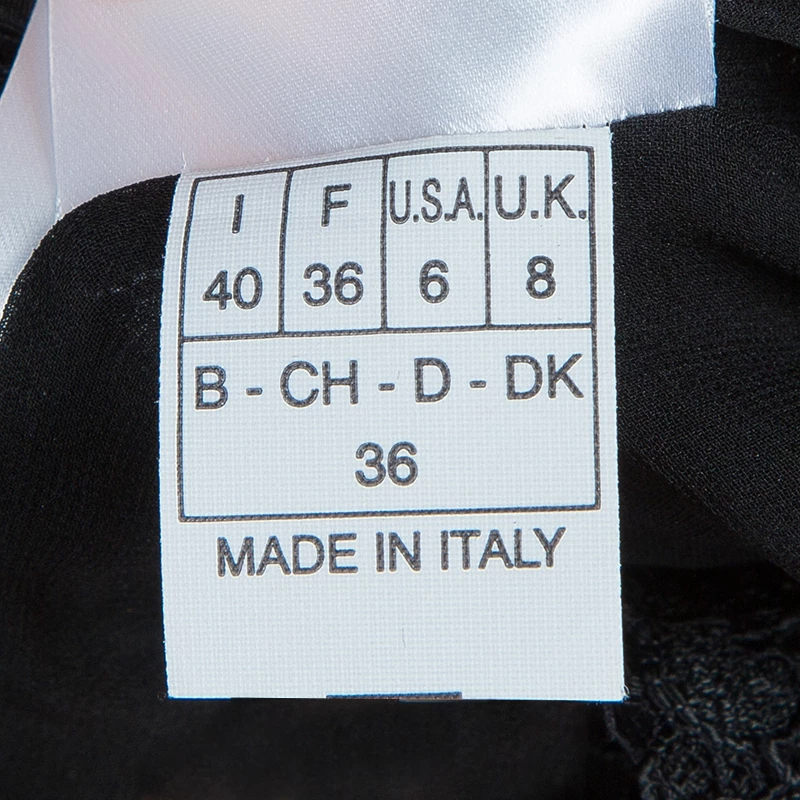 I F U.S.A. U.K.
40 36 6 8
B - CH - D - DK
36
MADE IN ITALY